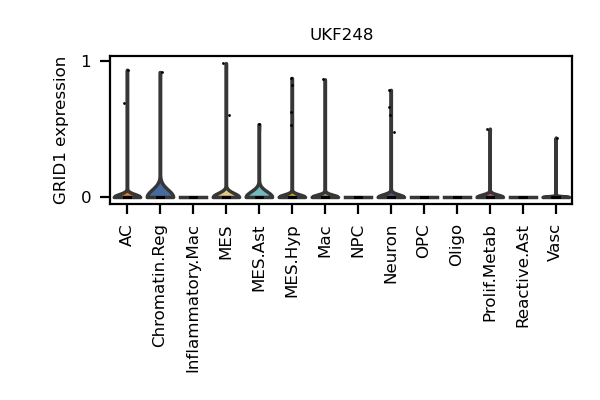 UKF248
GRID1 expression
1
0
AC
Chromatin.Reg
Inflammatory.Mac
MES
MES.Ast
MES.Hyp
Mac
NPC
Neuron
OPC
Oligo
Prolif.Metab
Reactive.Ast
Vasc